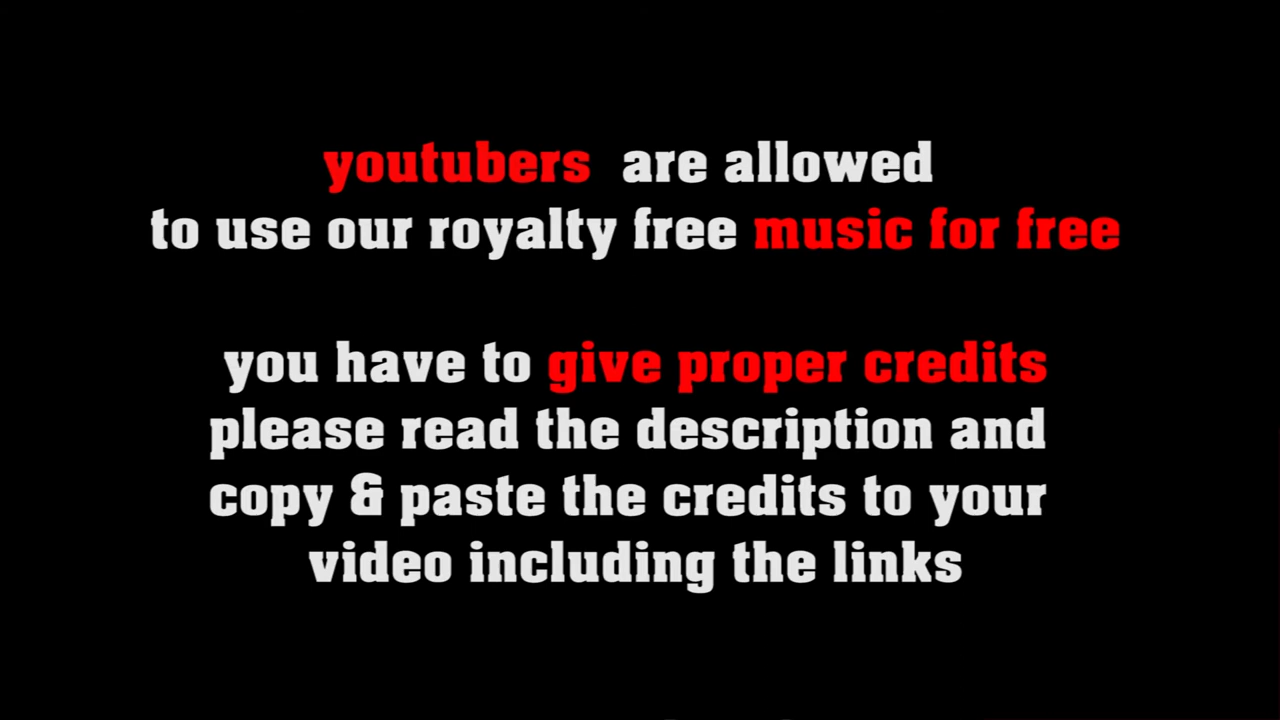 youtubers are allowed
to use our royalty free music for free
you have to give proper credits
please read the description and
copy & paste the credits to your
video including the links